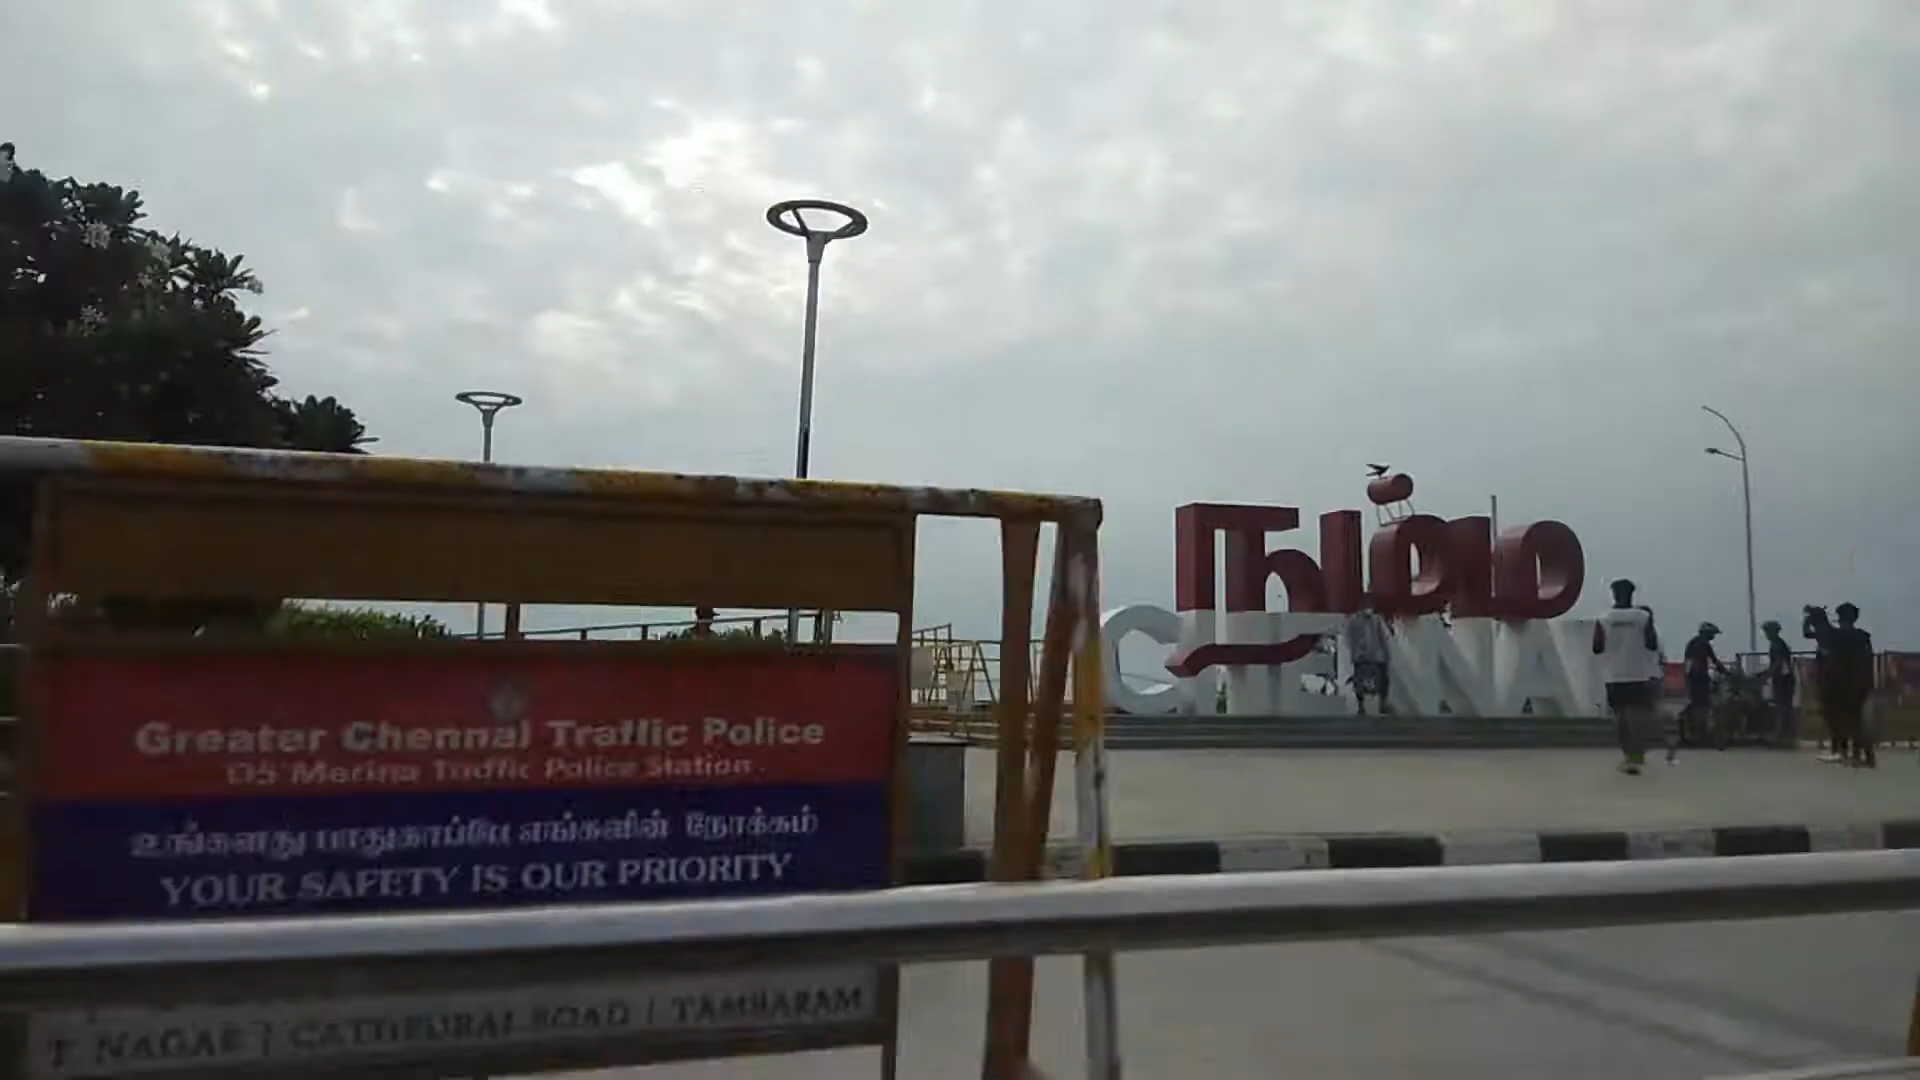 நம்ம
CHENNAI
Greater Chennai Traffic Police
D5 Marina Traffic Police Station
உங்களது பாதுகாப்பே எங்களின் நோக்கம்
YOUR SAFETY IS OUR PRIORITY
T. NAGAR | CATHEDRAL ROAD | TAMBARAM